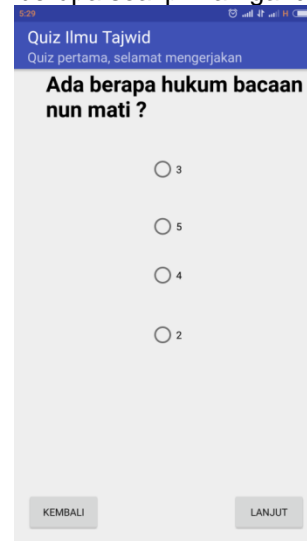 5:29 H
Quiz Ilmu Tajwid
Quiz pertama, selamat mengerjakan
Ada berapa hukum bacaan
nun mati ?
3
5
4
2
KEMBALI LANJUT